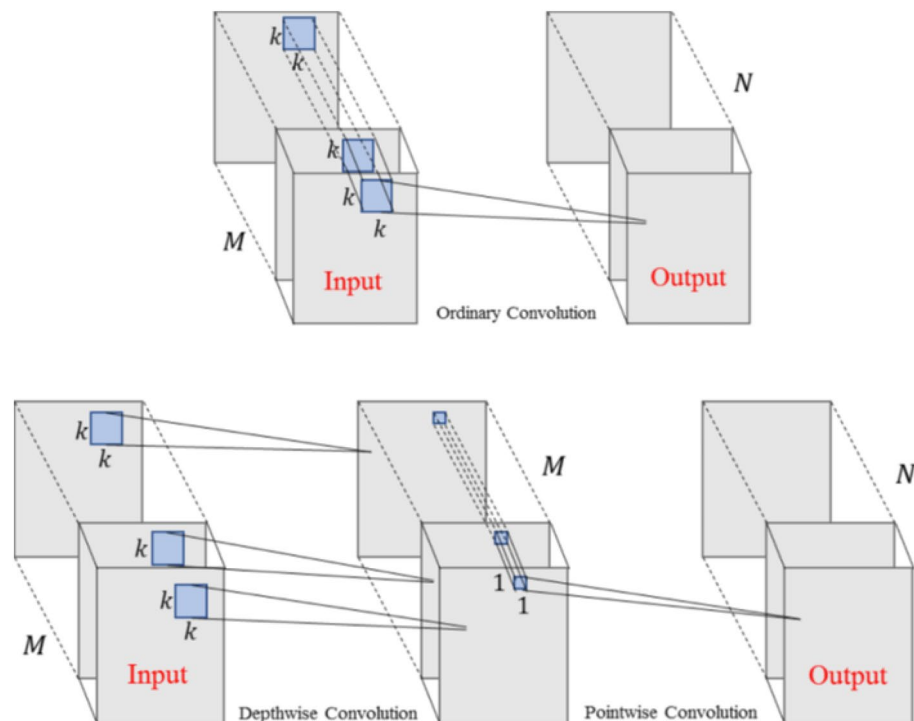 k
k
N
k
k
k
M
Input
Output
Ordinary Convolution
k
k
M
N
k
1
1
k
k
M
Input
Output
Depthwise Convolution
Pointwise Convolution